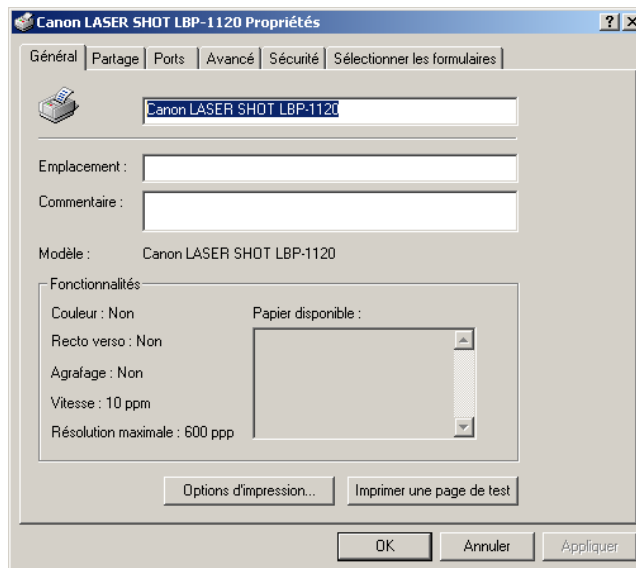 Canon LASER SHOT LBP-1120 Propriétés
Général Partage Ports Avancé Sécurité Sélectionner les formulaires
Canon LASER SHOT LBP-1120
Emplacement :
Commentaire :
Modèle : Canon LASER SHOT LBP-1120
Fonctionnalités
Couleur : Non Papier disponible :
Recto verso : Non
Agrafage : Non
Vitesse : 10 ppm
Résolution maximale : 600 ppp
Options d'impression... Imprimer une page de test
OK Annuler Appliquer